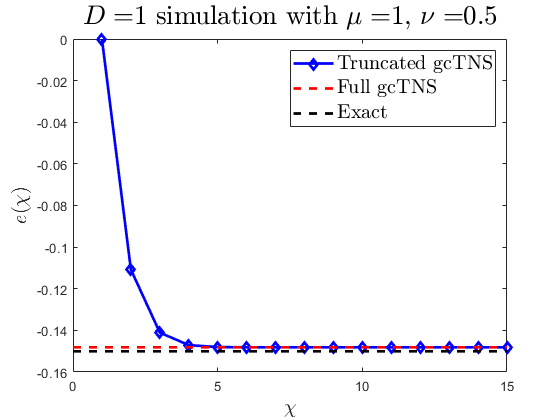 D =1 simulation with μ =1, ν =0.5
Truncated gcTNS
Full gcTNS
Exact
0
-0.02
-0.04
-0.06
-0.08
-0.1
-0.12
-0.14
-0.16
e(χ)
0 5 10 15
χ